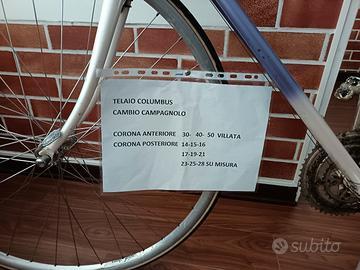 TELAIO COLUMBUS
CAMBIO CAMPAGNOLO
CORONA ANTERIORE 30- 40- 50 VILLATA
CORONA POSTERIORE 14-15-16
17-19-21
23-25-28 SU MISURA
subito